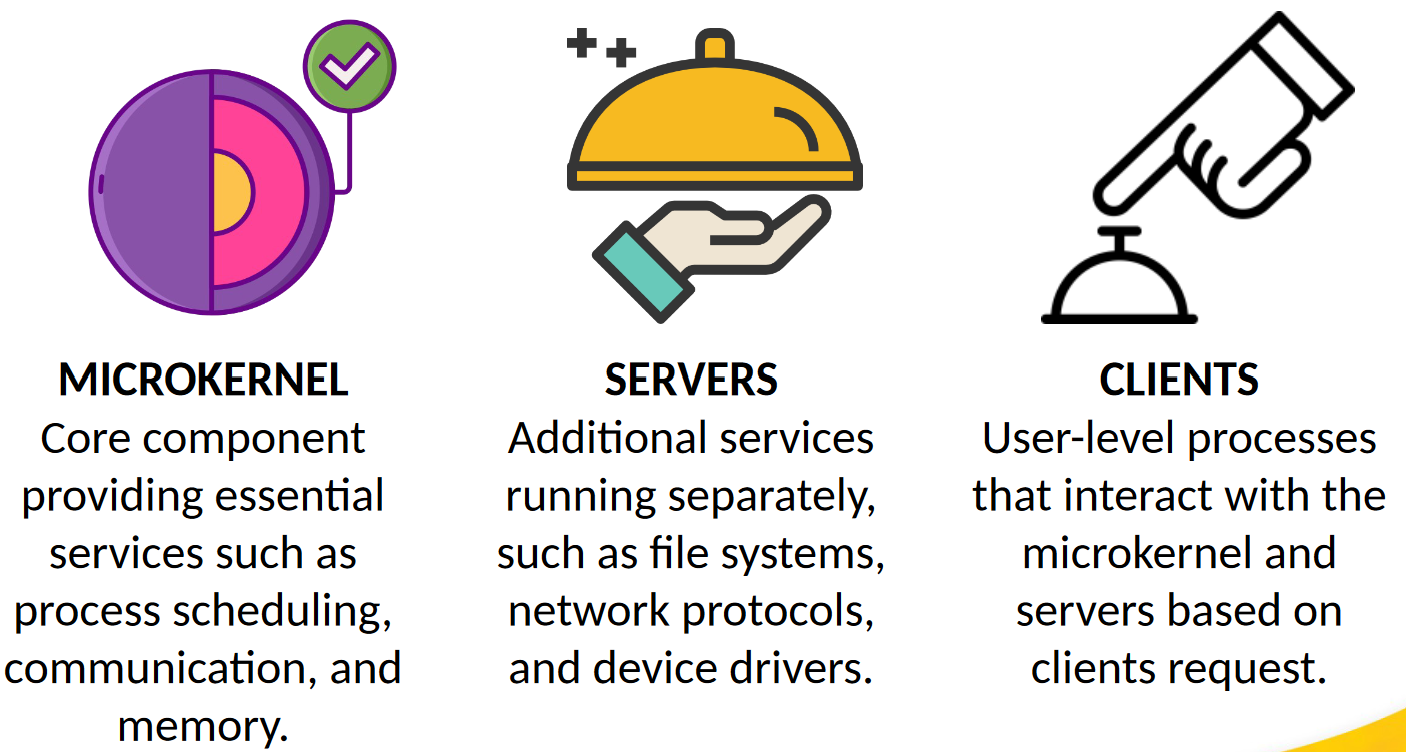 MICROKERNEL
Core component
providing essential
services such as
process scheduling,
communication, and
memory.
SERVERS
Additional services
running separately,
such as file systems,
network protocols,
and device drivers.
CLIENTS
User-level processes
that interact with the
microkernel and
servers based on
clients request.